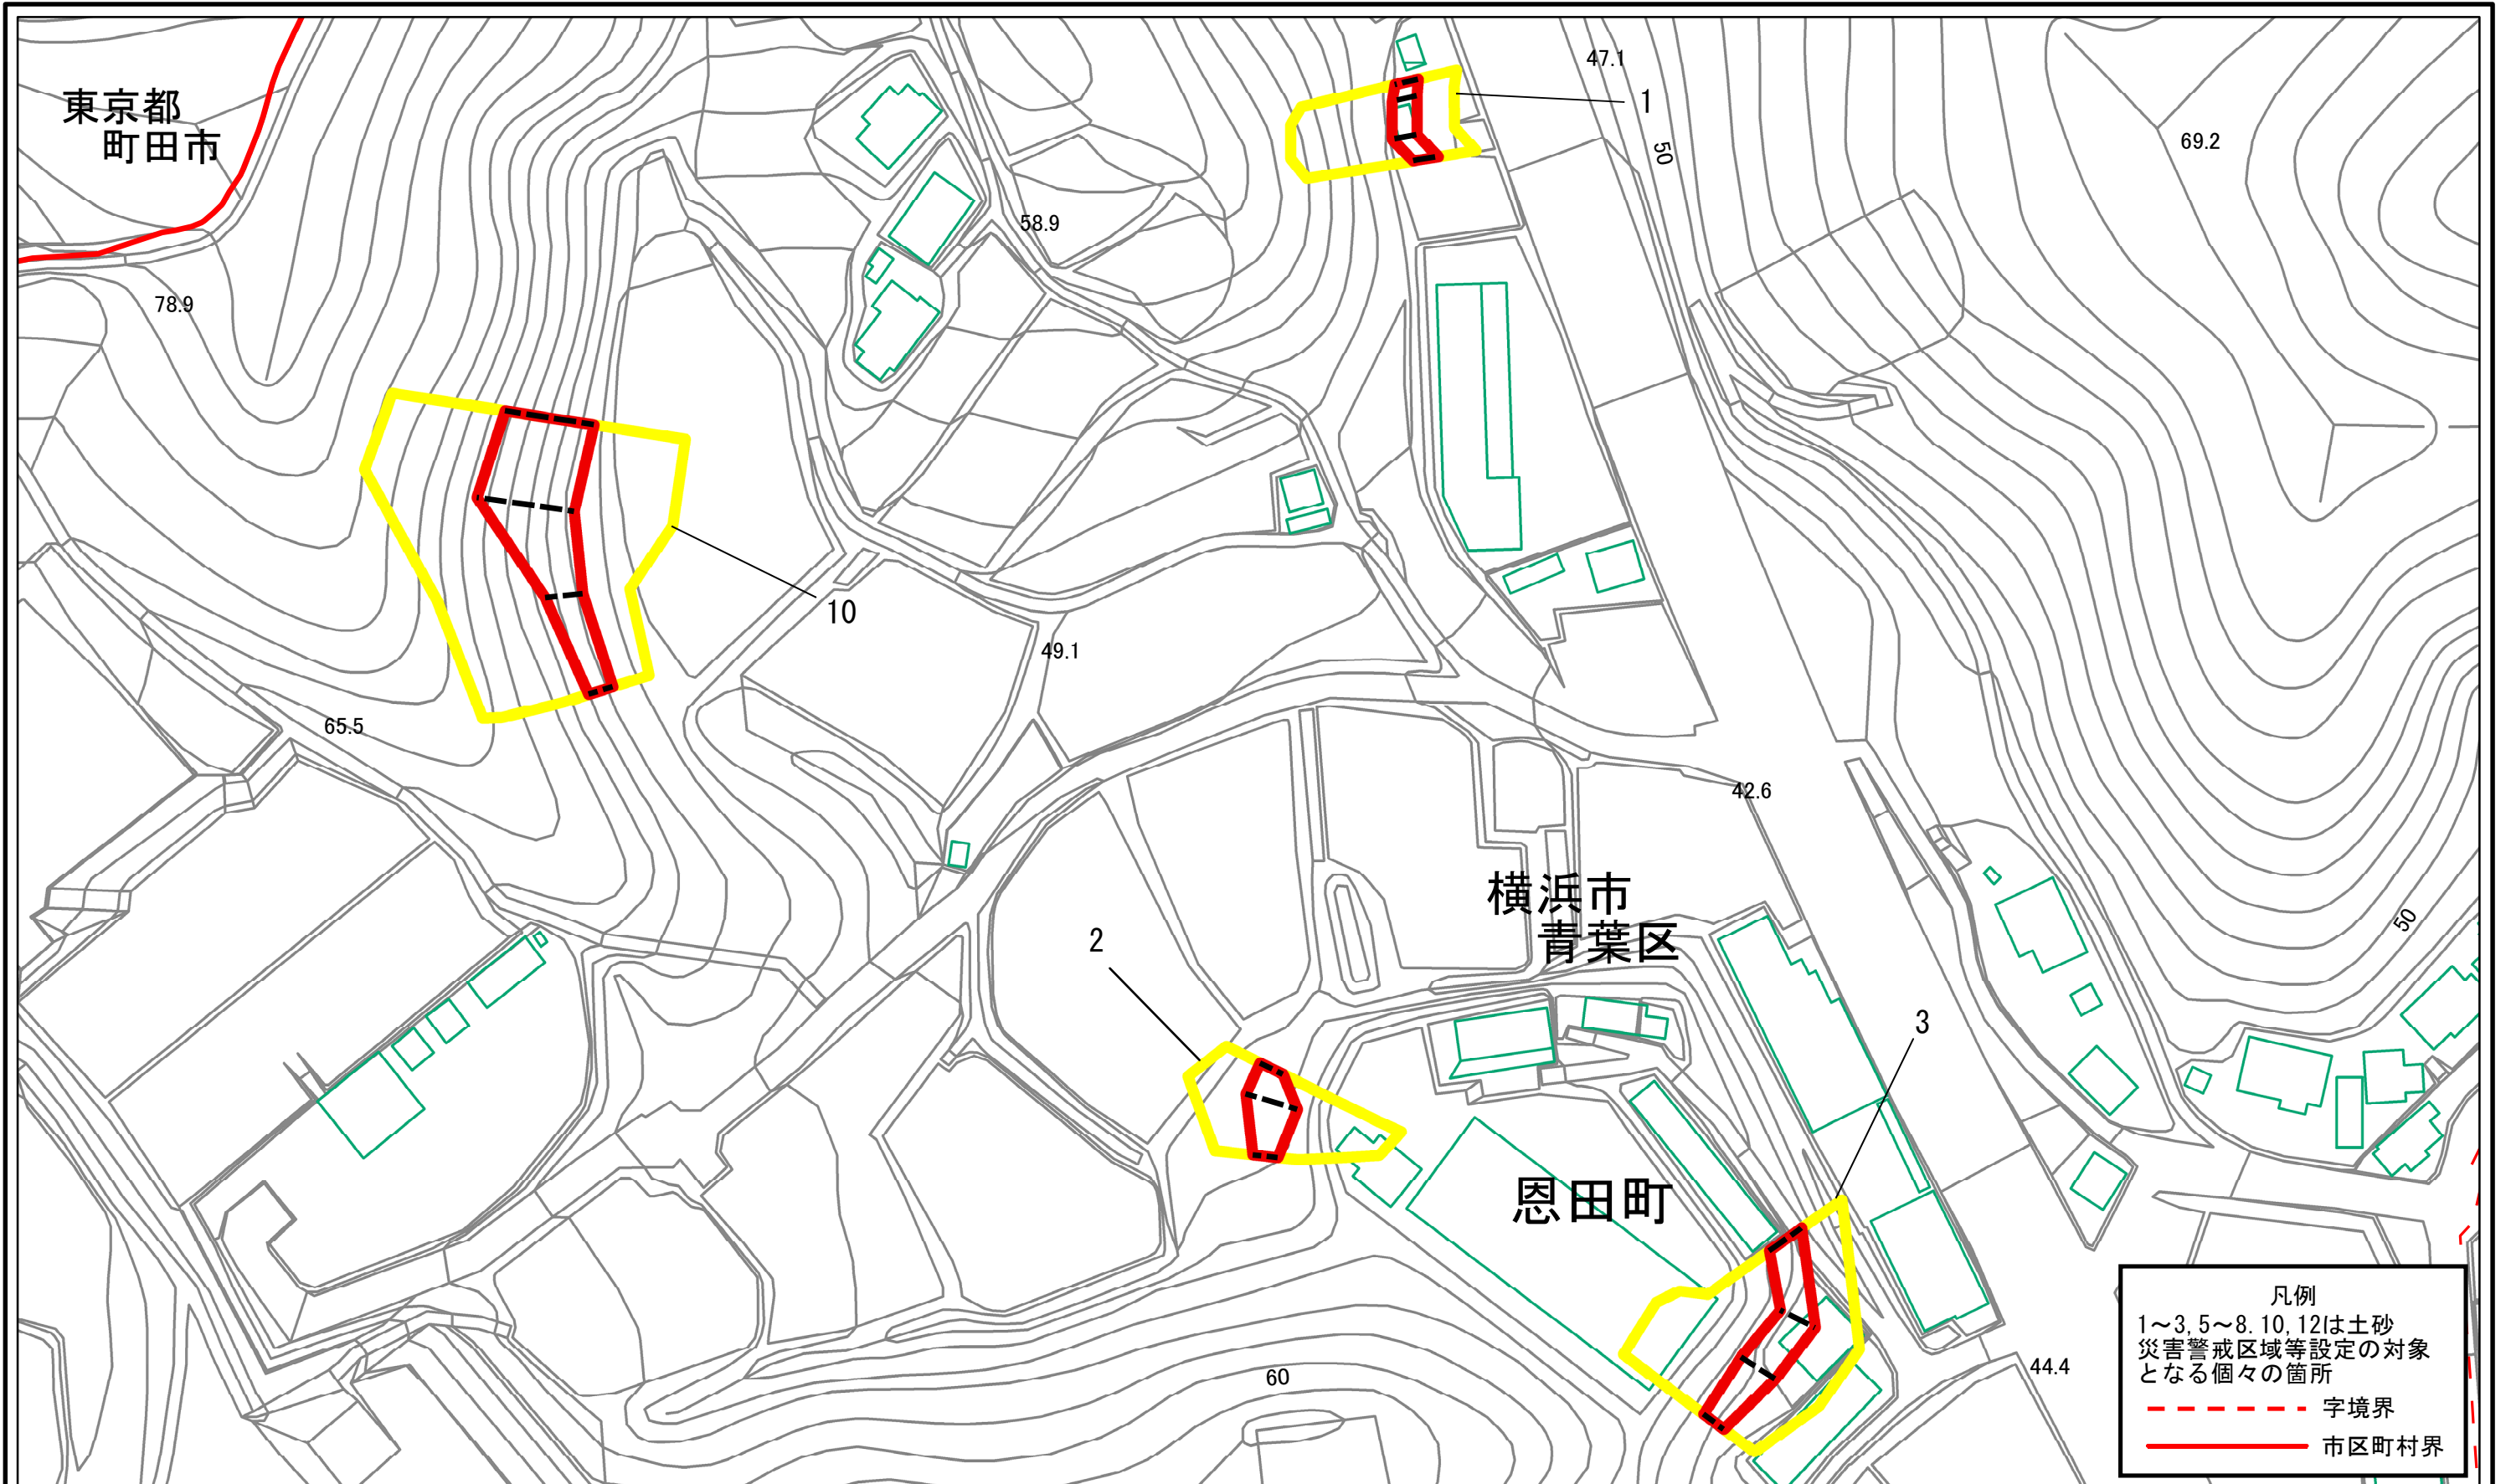 東京都
町田市
47.1
1
50
69.2
58.9
78.9
10
49.1
65.5
42.6
横浜市
青葉区
2
50
3
恩田町
60
44.4
凡例
1～3,5～8.10,12は土砂
災害警戒区域等設定の対象
となる個々の箇所
字境界
市区町村界